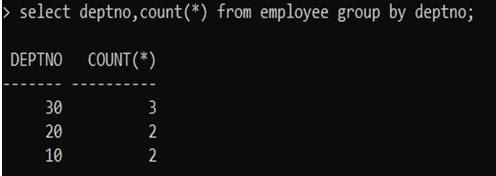 > select deptno,count(*) from employee group by deptno;
DEPTNO COUNT(*)
------- ----------
30 3
20 2
10 2